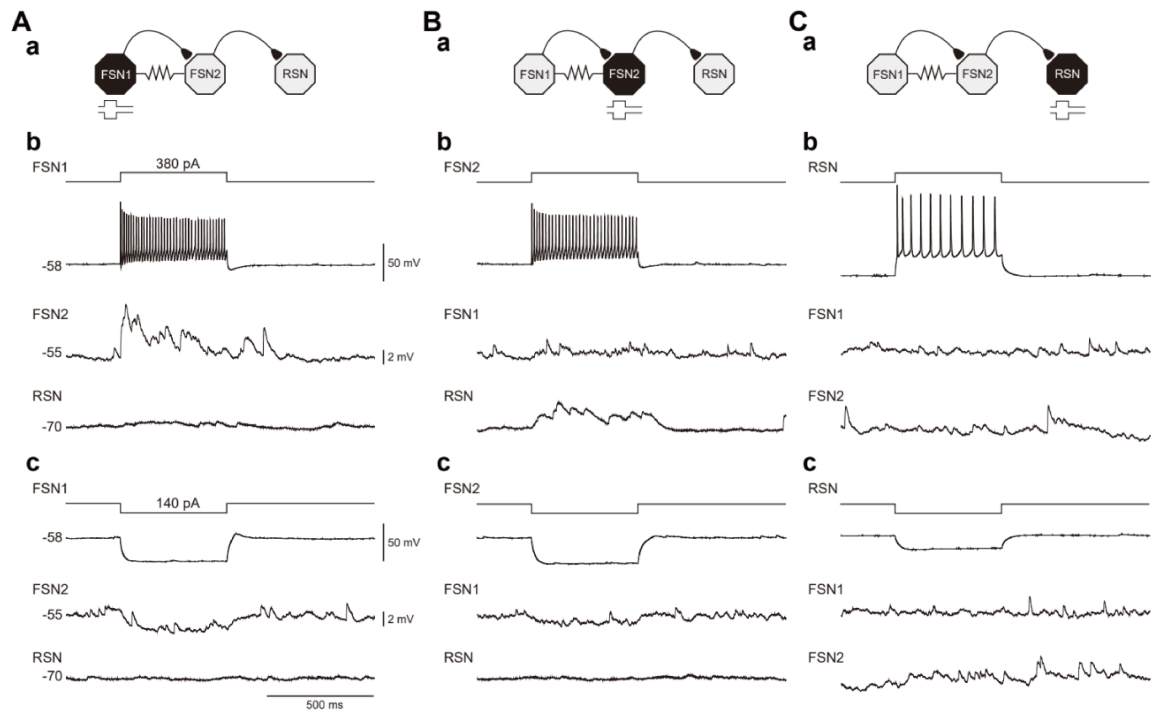 A
a
FSN1 FSN2 RSN
b
FSN1
380 pA
-58
50 mV
FSN2
-55
2 mV
RSN
-70
c
FSN1
140 pA
-58
50 mV
FSN2
-55
2 mV
RSN
-70
500 ms
B
a
FSN1 FSN2 RSN
b
FSN2
FSN1
RSN
c
FSN2
FSN1
RSN
C
a
FSN1 FSN2 RSN
b
RSN
FSN1
FSN2
c
RSN
FSN1
FSN2